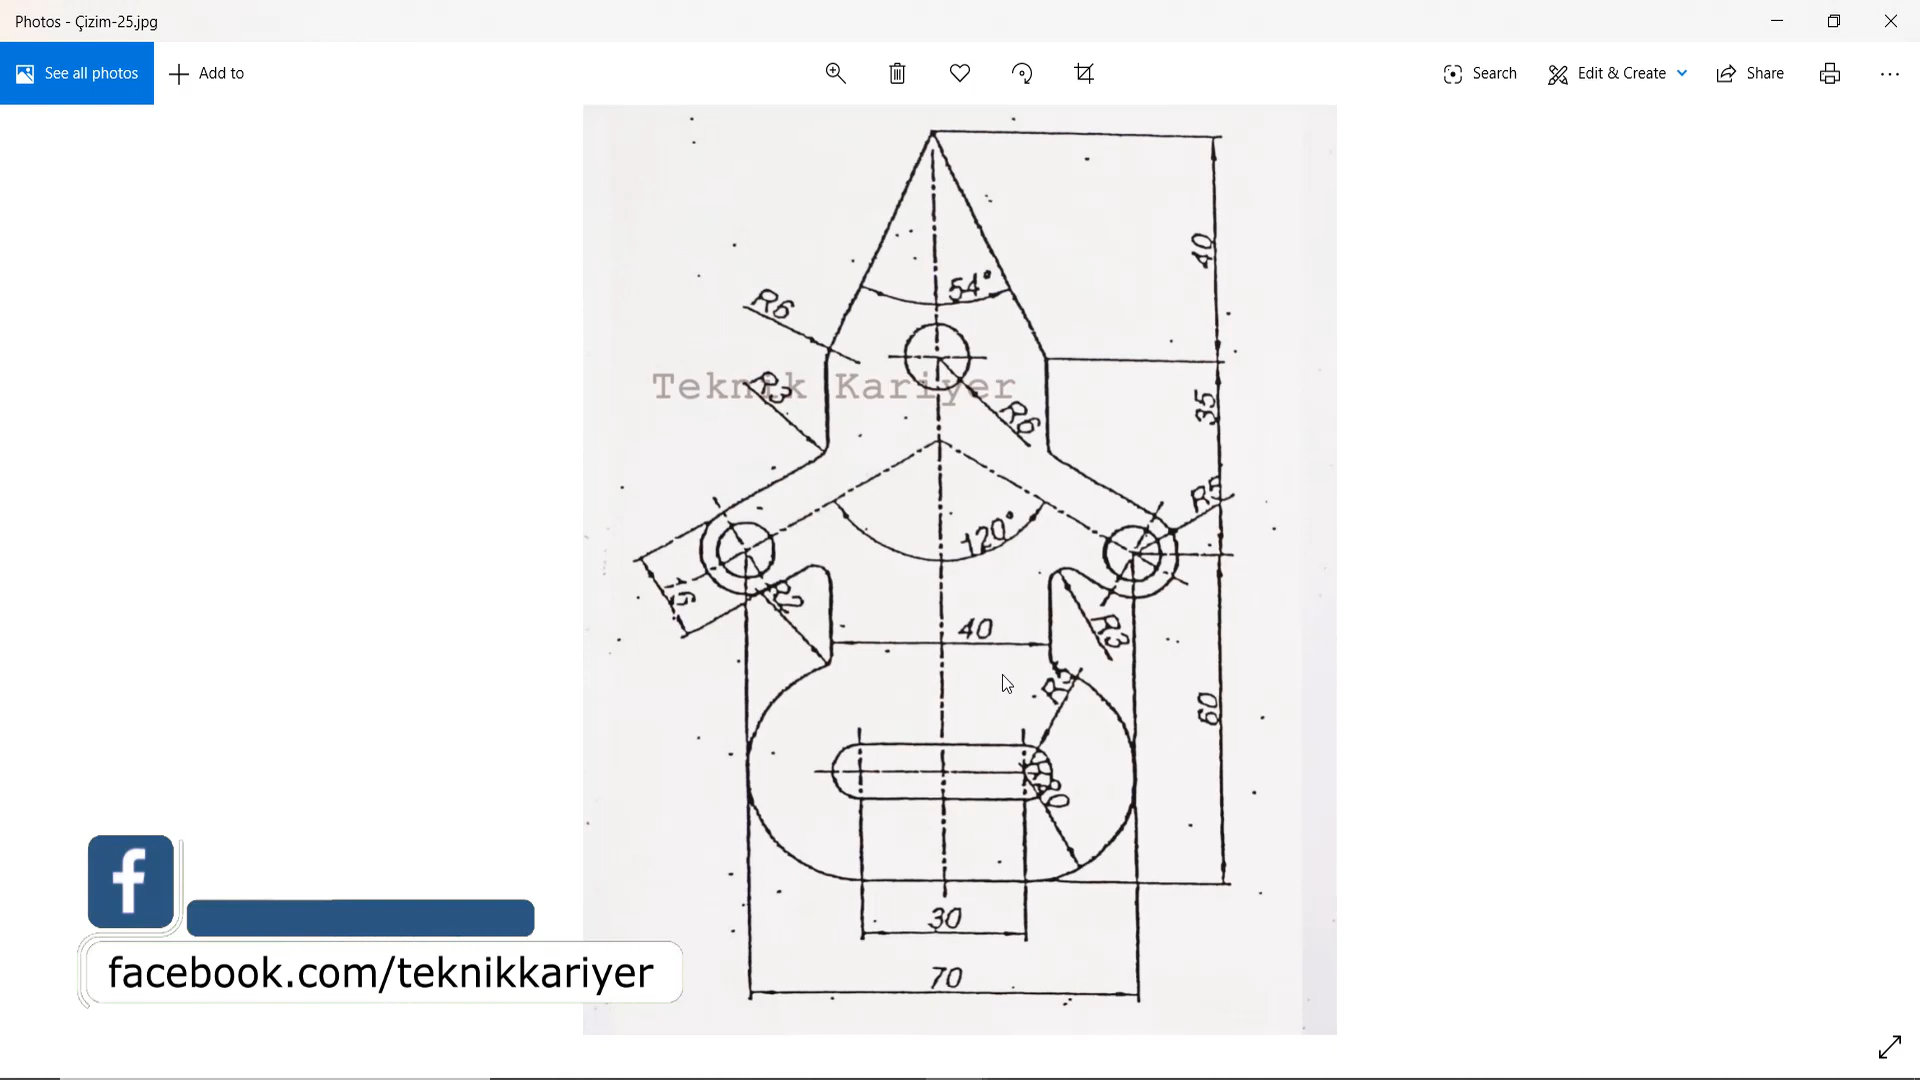 Photos - Çizim-25.jpg
See all photos
Add to
Search
Edit & Create
Share
40
54°
R6
R3
Teknik Kariyer
R6
35
R5
120°
15
R2
R3
40
R5
60
R20
30
70
facebook.com/teknikkariyer